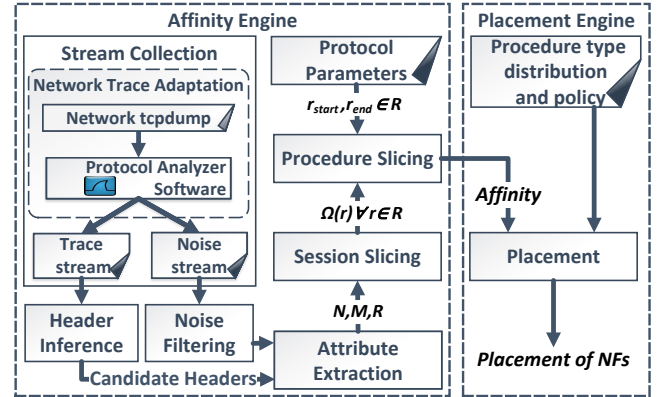 Affinity Engine
Stream Collection
Network Trace Adaptation
Network tcpdump
Protocol Analyzer
Software
Trace
stream
Noise
stream
Header
Inference
Noise
Filtering
Candidate Headers
Protocol
Parameters
r_start, r_end ∈ R
Procedure Slicing
Ω(r) ∀ r ∈ R
Session Slicing
N,M,R
Attribute
Extraction
Placement Engine
Procedure type
distribution
and policy
Affinity
Placement
Placement of NFs